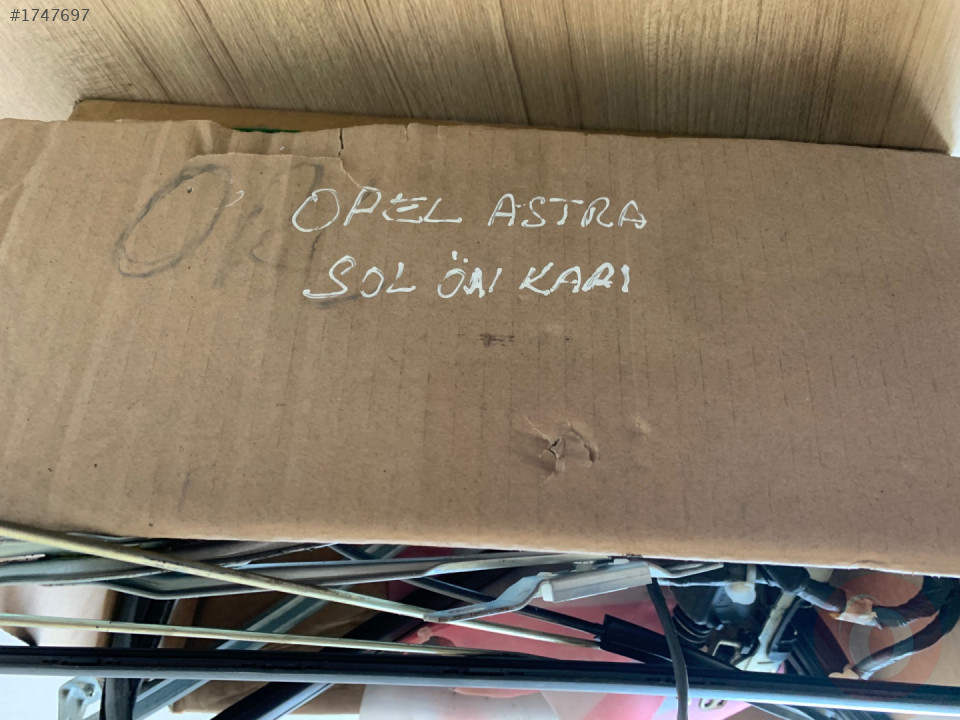 #1747697
OPEL ASTRA
SOL ÖN KAPI